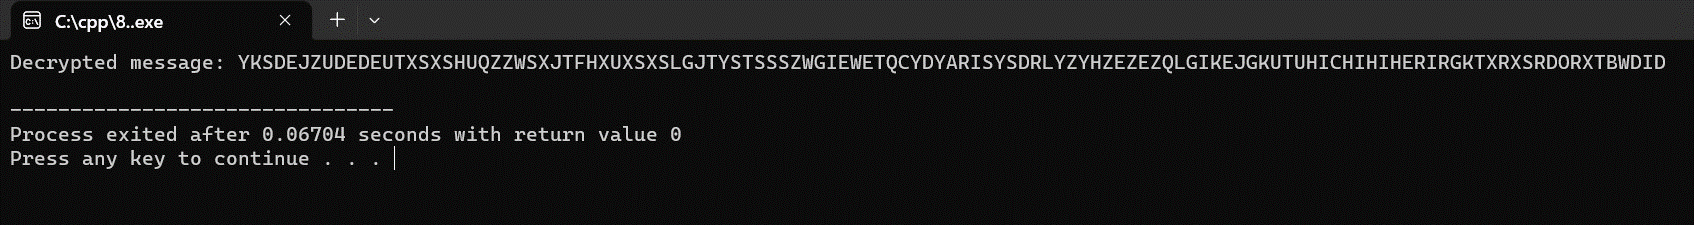 C:\cpp\8..exe
Decrypted message: YKSDEJZUDEDEUTXSXSHUQZZWSXJTFHXUXSXSLGJTYSTSSSZWGIEWETQCYDYARISYSDRLYZYHZEZEZQLGIKEJGKUTUHICHIHIHERIRGKTXRXSRDORXTBWDID
--------------------------------
Process exited after 0.06704 seconds with return value 0
Press any key to continue . . .